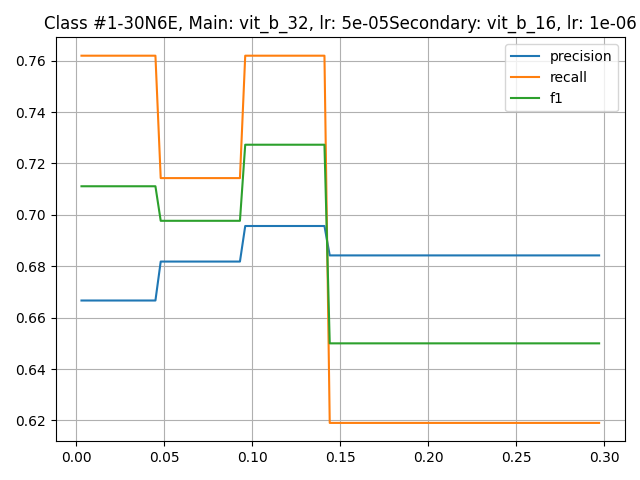 Class #1-30N6E, Main: vit_b_32, lr: 5e-05Secondary: vit_b_16, lr: 1e-06
precision
recall
f1
0.76
0.74
0.72
0.70
0.68
0.66
0.64
0.62
0.00 0.05 0.10 0.15 0.20 0.25 0.30